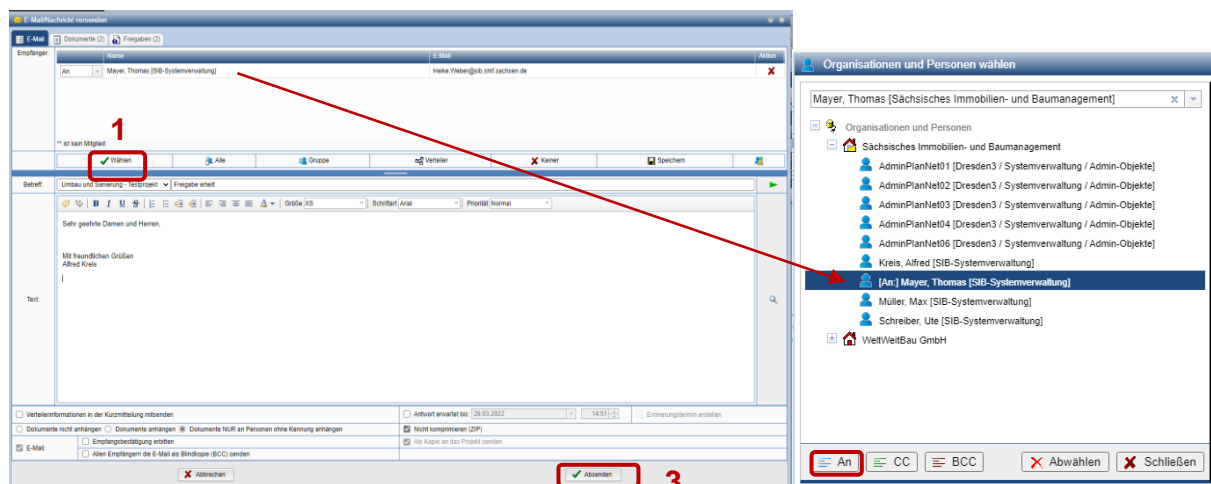 E-Mail/Nachricht versenden
E-Mail Dokumente (2) Freigaben (2)
Empfänger: Name E-Mail Aktion
An Mayer, Thomas [SIB-Systemverwaltung] Heike.Weber@sib.smf.sachsen.de
1
** ist kein Mitglied.
Wählen Alle Gruppe Verteiler Keiner Speichern
Betreff: Umbau und Sanierung - Testprojekt Freigabe erteilt
B I U S A Größe XS Schriftart Arial Priorität Normal
Sehr geehrte Damen und Herren,
Mit freundlichen Grüßen
Alfred Kreis
Text:
Verteilerinformationen in der Kurzmitteilung mitsenden Antwort erwartet bis: 29.03.2022 14:51 Erinnerungstermin erstellen
Dokumente nicht anhängen Dokumente anhängen Dokumente NUR an Personen ohne Kennung anhängen Nicht komprimieren (ZIP)
E-Mail: Empfangsbestätigung erbitten Als Kopie an das Projekt senden
Allen Empfängern die E-Mail als Blindkopie (BCC) senden
Abbrechen Absenden 3
Organisationen und Personen wählen
Mayer, Thomas [Sächsisches Immobilien- und Baumanagement] x
Organisationen und Personen
Sächsisches Immobilien- und Baumanagement
AdminPlanNet01 [Dresden3 / Systemverwaltung / Admin-Objekte]
AdminPlanNet02 [Dresden3 / Systemverwaltung / Admin-Objekte]
AdminPlanNet03 [Dresden3 / Systemverwaltung / Admin-Objekte]
AdminPlanNet04 [Dresden3 / Systemverwaltung / Admin-Objekte]
AdminPlanNet06 [Dresden3 / Systemverwaltung / Admin-Objekte]
Kreis, Alfred [SIB-Systemverwaltung]
[An:] Mayer, Thomas [SIB-Systemverwaltung]
Müller, Max [SIB-Systemverwaltung]
Schreiber, Ute [SIB-Systemverwaltung]
WeltWeitBau GmbH
An CC BCC Abwählen Schließen